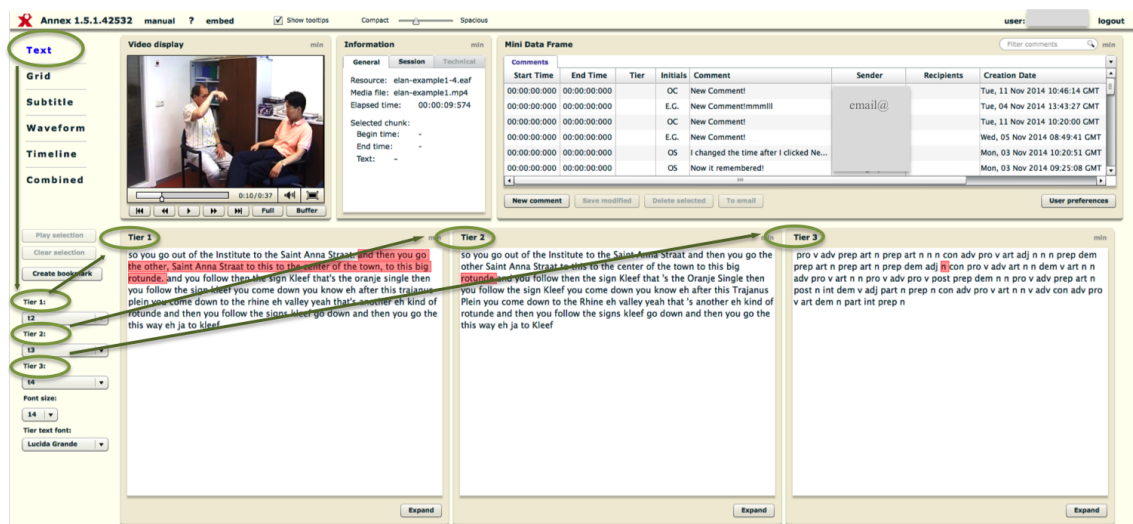 Annex 1.5.1.42532 manual ? embed Show tooltips Compact Spacious user: logout
Text
Grid
Subtitle
Waveform
Timeline
Combined
Video display min
0:10/0:37
Full Buffer
Information min
General Session Technical
Resource: elan-example1-4.eaf
Media file: elan-example1.mp4
Elapsed time: 00:00:09:574
Selected chunk:
Begin time: -
End time: -
Text: -
Mini Data Frame Filter comments min
Comments
Start Time End Time Tier Initials Comment Sender Recipients Creation Date
00:00:00:000 00:00:00:000 OC New Comment! Tue, 11 Nov 2014 10:46:14 GMT
00:00:00:000 00:00:00:000 E.G. New Comment!mmmlll email@ Tue, 04 Nov 2014 13:43:27 GMT
00:00:00:000 00:00:00:000 OC New Comment! Tue, 11 Nov 2014 10:20:00 GMT
00:00:00:000 00:00:00:000 E.G. New Comment! Wed, 05 Nov 2014 08:49:41 GMT
00:00:00:000 00:00:00:000 OS I changed the time after I clicked Ne... Mon, 03 Nov 2014 10:20:51 GMT
00:00:00:000 00:00:00:000 OS Now it remembered! Mon, 03 Nov 2014 09:25:08 GMT
New comment Save modified Delete selected To email User preferences
Play selection
Clear selection
Create bookmark
Tier 1:
t2
Tier 2:
t3
Tier 3:
t4
Font size:
14
Tier text font:
Lucida Grande
Tier 1 min
so you go out of the Institute to the Saint Anna Straat. and then you go
the other, Saint Anna Straat to this to the center of the town, to this big
rotunde. and you follow then the sign Kleef that's the oranje single then
you follow the sign Kleef you come down you know eh after this trajanus
plein you come down to the rhine eh valley yeah that's another eh kind of
rotunde and then you follow the signs kleef go down and then you go the
this way eh ja to kleef
Expand
Tier 2 min
so you go out of the Institute to the Saint Anna Straat and then you go the
other Saint Anna Straat to this to the center of the town to this big
rotunde and you follow then the sign Kleef that 's the Oranje Single then
you follow the sign Kleef you come down you know eh after this Trajanus
Plein you come down to the Rhine eh valley yeah that 's another eh kind of
rotunde and then you follow the signs kleef go down and then you go the
this way eh ja to Kleef
Expand
Tier 3 min
pro v adv prep art n prep art n n n con adv pro v art adj n n n prep dem
prep art n prep art n prep dem adj n con pro v adv art n n dem v art n n
adv pro v art n n pro v adv pro v post prep dem n n pro v adv prep art n
post n int dem v adj part n prep n con adv pro v art n n v adv con adv pro
v art dem n part int prep n
Expand